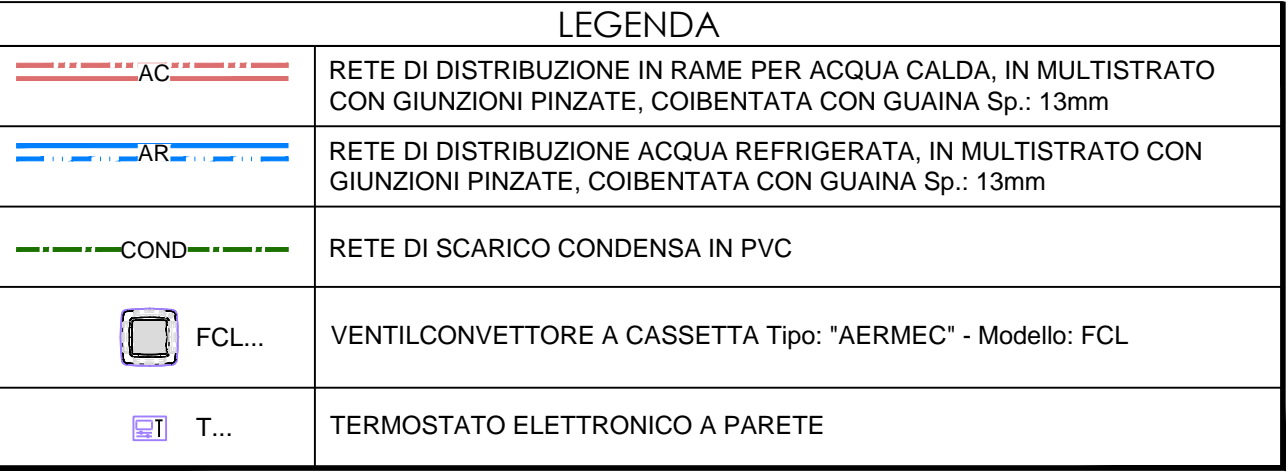 LEGENDA
AC
RETE DI DISTRIBUZIONE IN RAME PER ACQUA CALDA, IN MULTISTRATO
CON GIUNZIONI PINZATE, COIBENTATA CON GUAINA Sp.: 13mm
AR
RETE DI DISTRIBUZIONE ACQUA REFRIGERATA, IN MULTISTRATO CON
GIUNZIONI PINZATE, COIBENTATA CON GUAINA Sp.: 13mm
COND
RETE DI SCARICO CONDENSA IN PVC
FCL...
VENTILCONVETTORE A CASSETTA Tipo: "AERMEC" - Modello: FCL
T T...
TERMOSTATO ELETTRONICO A PARETE